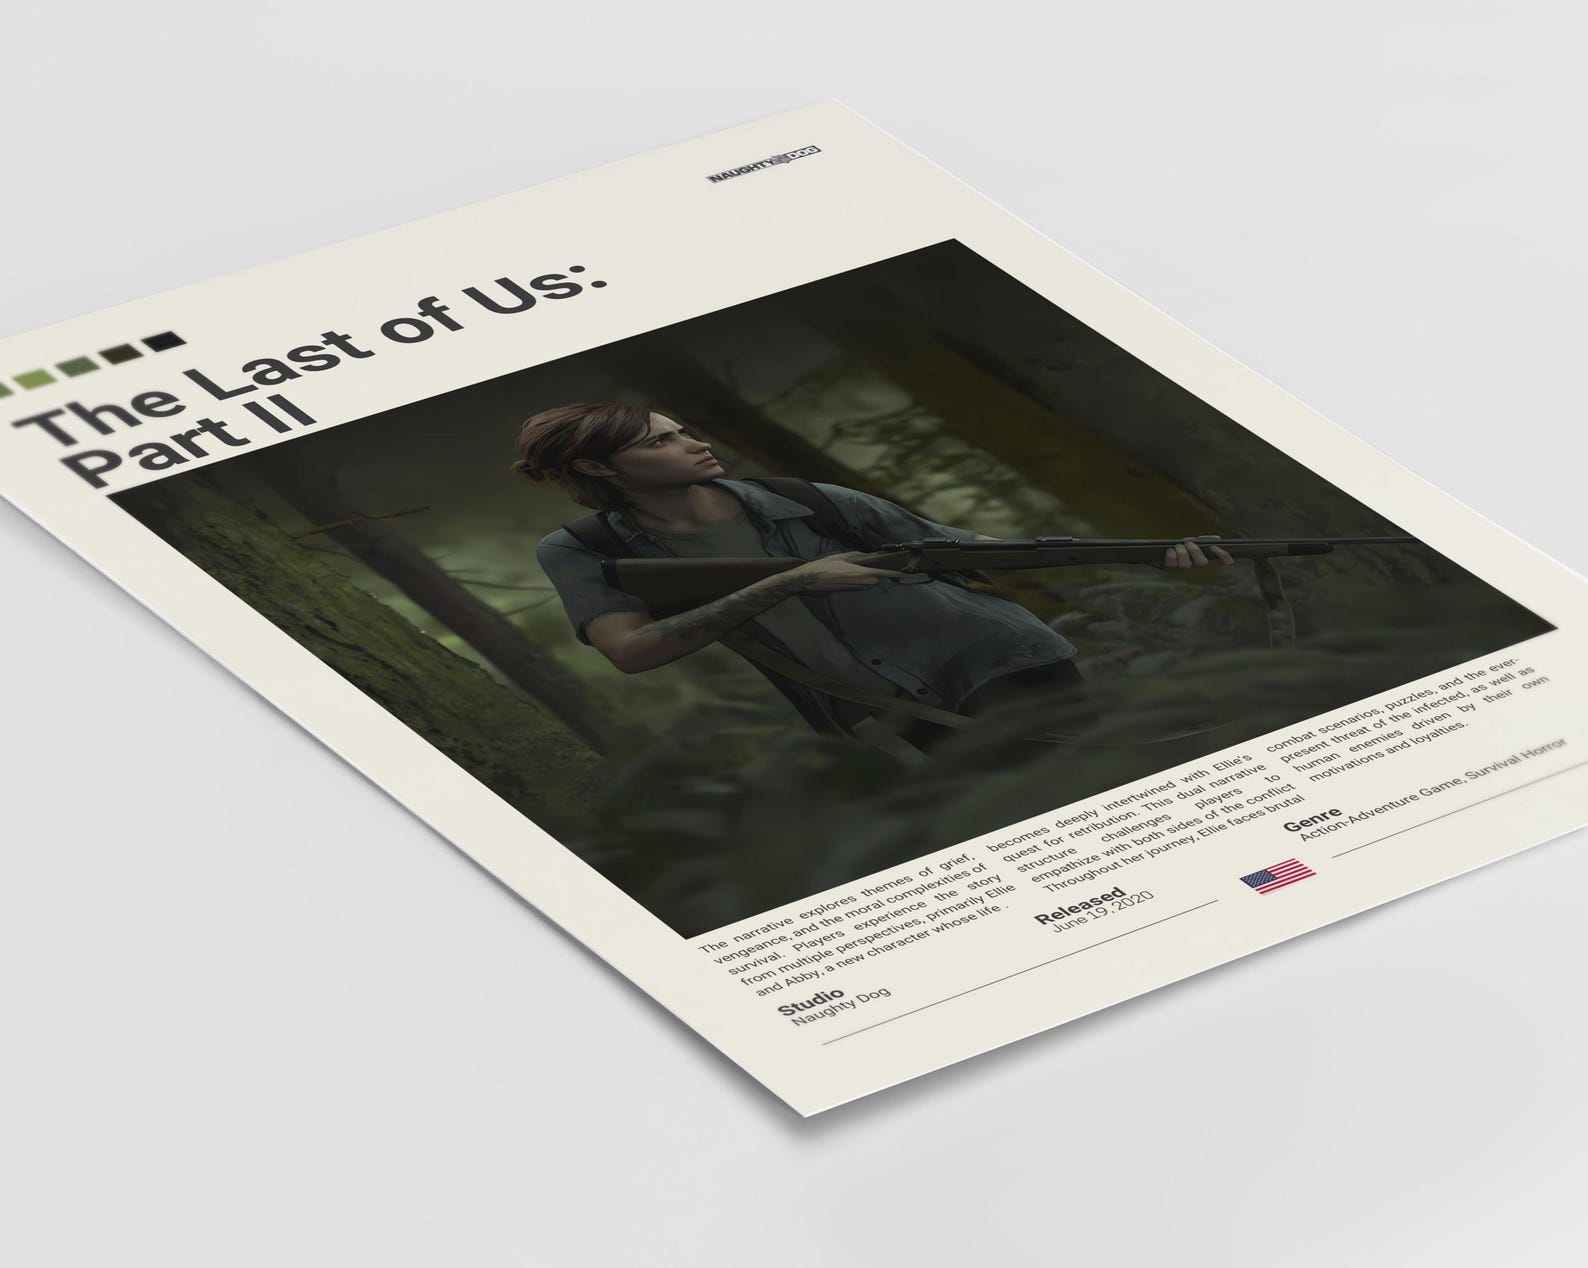 NAUGHTY DOG
The Last of Us:
Part II
The narrative explores themes of grief,
vengeance, and the moral complexities of
survival. Players experience the story
from multiple perspectives, primarily Ellie
and Abby, a new character whose life .
becomes deeply intertwined with Ellie's
quest for retribution. This dual narrative
structure challenges players to
empathize with both sides of the conflict
Throughout her journey, Ellie faces brutal
combat scenarios, puzzles, and the ever-
present threat of the infected, as well as
human enemies driven by their own
motivations and loyalties.
Studio
Naughty Dog
Released
June 19, 2020
Genre
Action-Adventure Game, Survival Horror